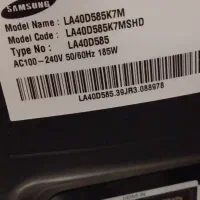 SAMSUNG
Model Name : LA40D585K7M
Model Code : LA40D585K7MSHD
Type No : LA40D585
AC100-240V 50/60Hz 185W
LA40D585.39JR3.088978